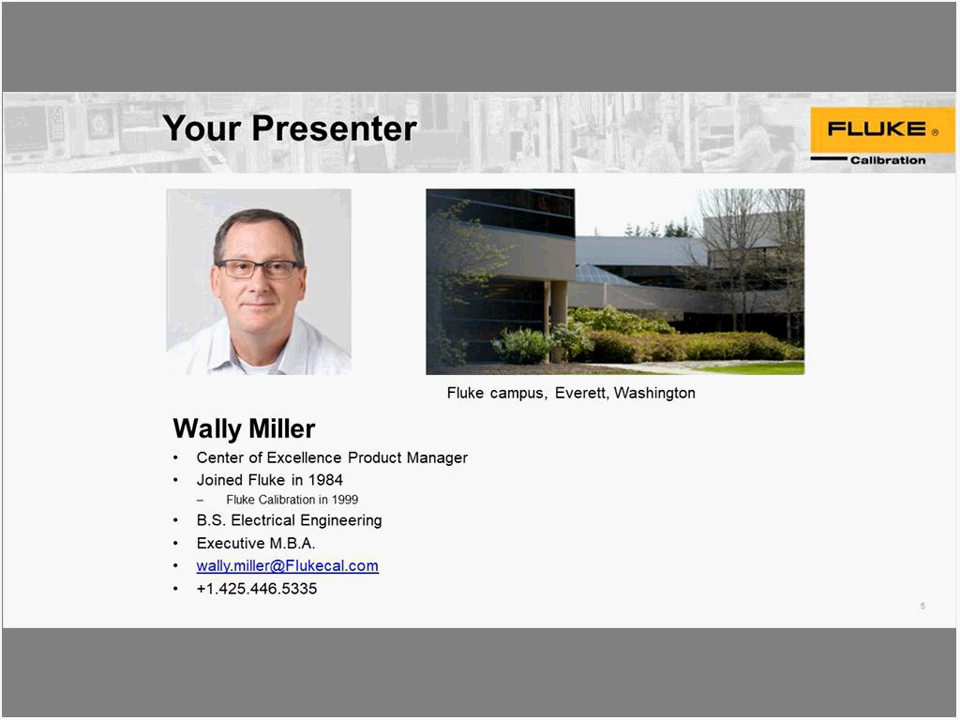 Your Presenter
FLUKE ®
Calibration
Fluke campus, Everett, Washington
Wally Miller
• Center of Excellence Product Manager
• Joined Fluke in 1984
– Fluke Calibration in 1999
• B.S. Electrical Engineering
• Executive M.B.A.
• wally.miller@Flukecal.com
• +1.425.446.5335
5